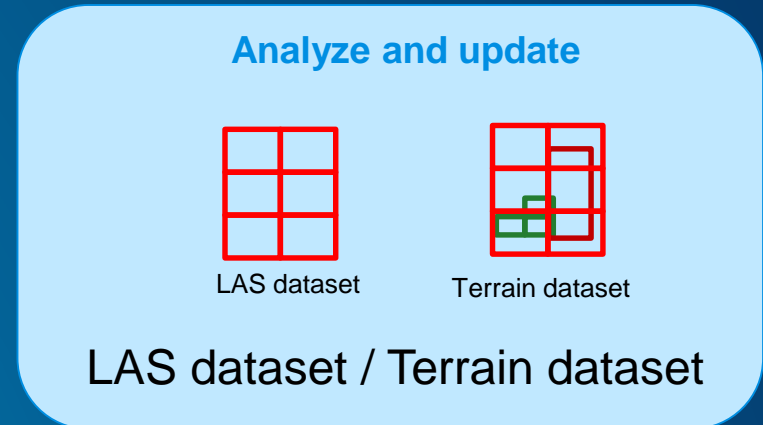 Analyze and update
LAS dataset
Terrain dataset
LAS dataset / Terrain dataset